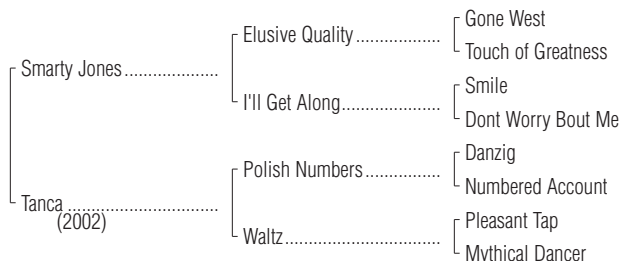 Gone West
Elusive Quality ..................
Touch of Greatness
Smarty Jones ....................
Smile
I'll Get Along .....................
Dont Worry Bout Me
Danzig
Polish Numbers ................
Numbered Account
Tanca ................................
(2002)
Pleasant Tap
Waltz .................................
Mythical Dancer